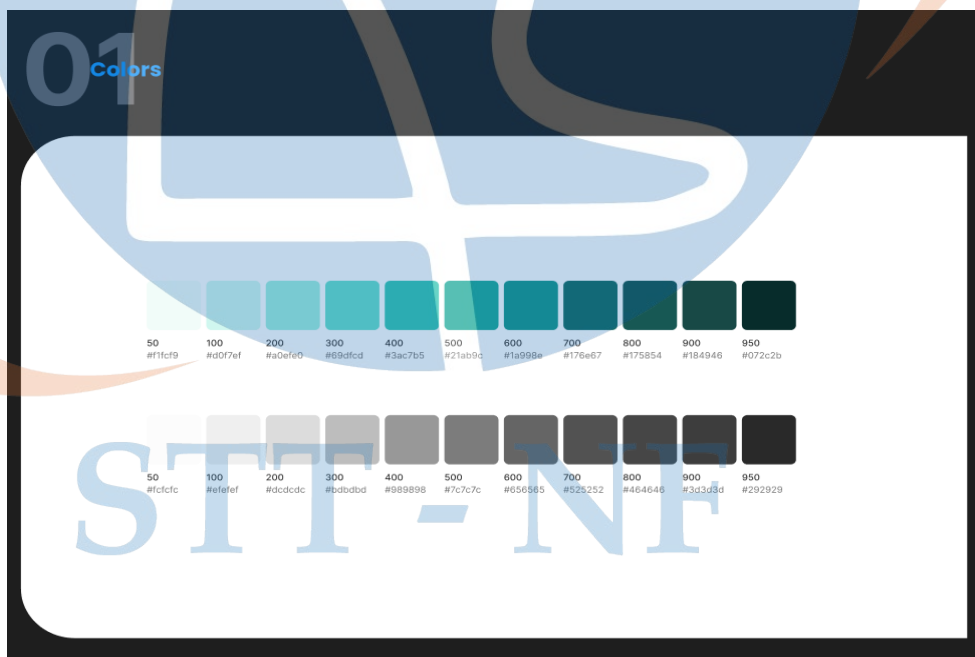 01
Colors
50 100 200 300 400 500 600 700 800 900 950
#f1fcf9 #d0f7ef #a0efe0 #69dfcd #3ac7b5 #21ab9c #1a998e #176e67 #175854 #184946 #072c2b
50 100 200 300 400 500 600 700 800 900 950
#fcfcfc #efefef #dcdcdc #bdbdbd #989898 #7c7c7c #656565 #525252 #464646 #3d3d3d #292929
STT - NF